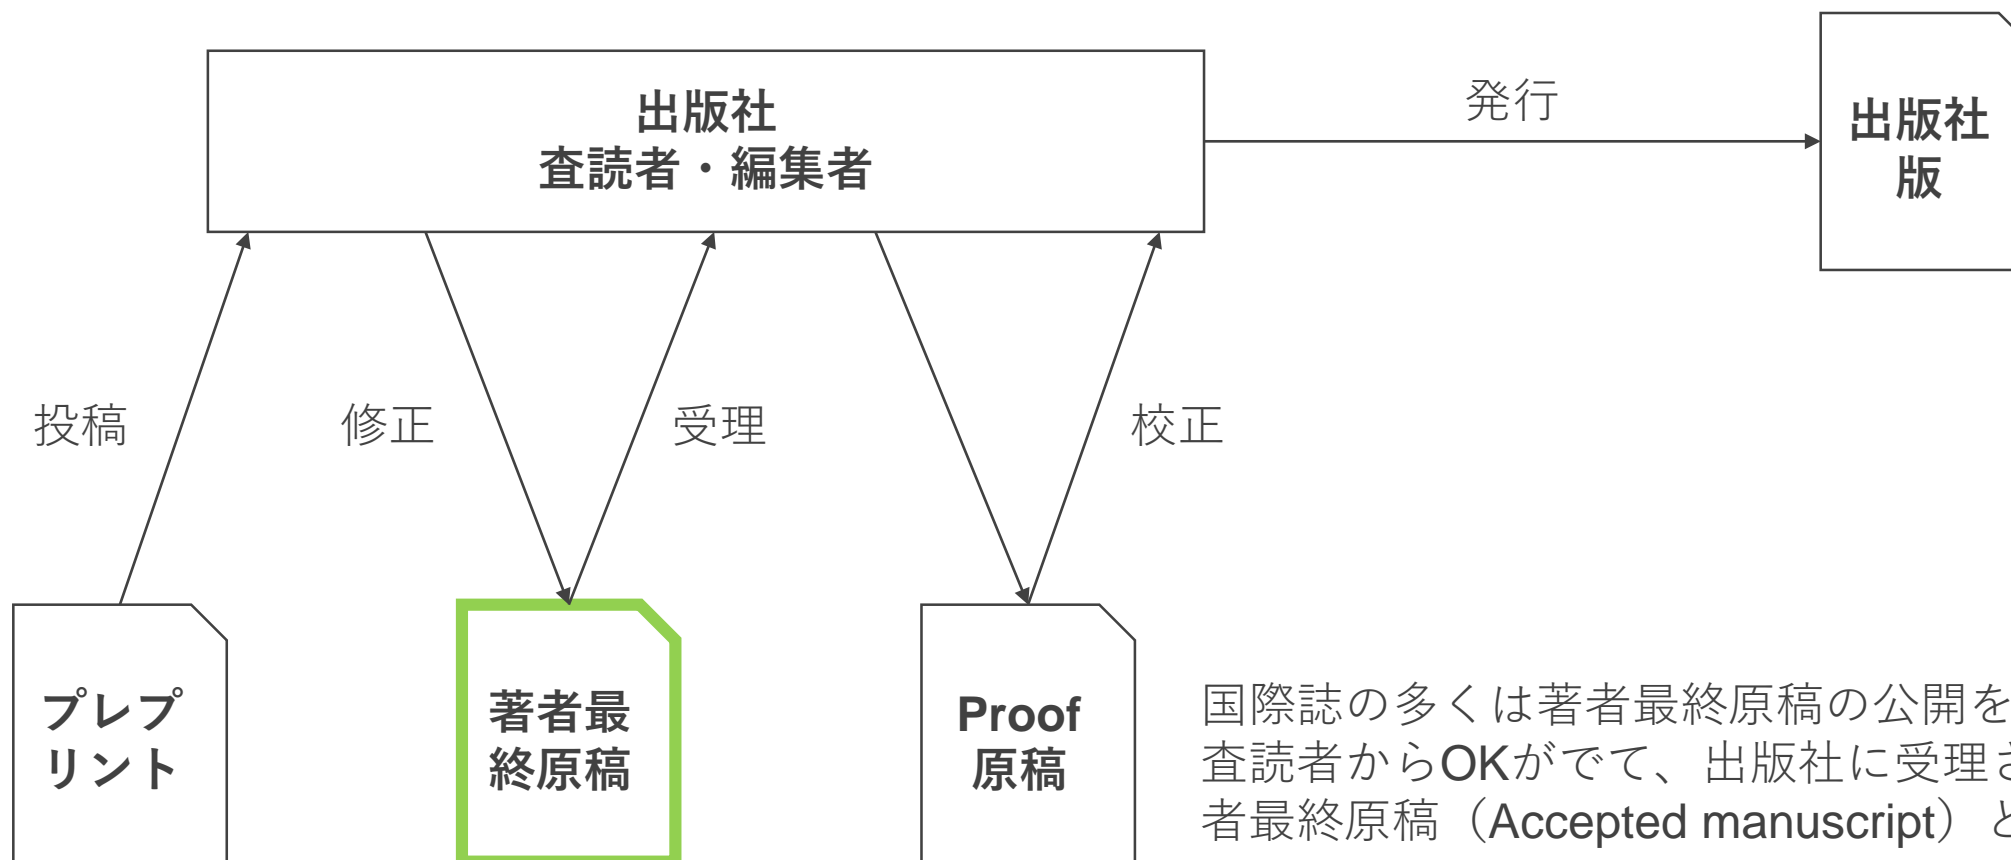 出版社
査読者・編集者
発行
出版社
版
投稿
修正
受理
校正
プレプ
リント
著者最
終原稿
Proof
原稿
国際誌の多くは著者最終原稿の公開を
査読者からOKがでて、出版社に受理さ
者最終原稿（Accepted manuscript）と